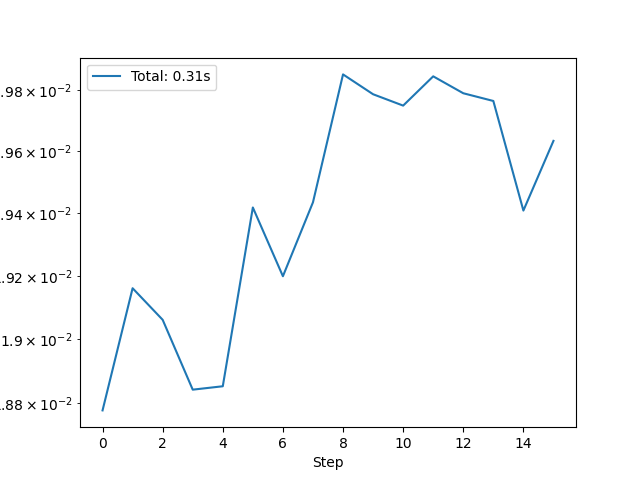 Total: 0.31s
.98 × 10⁻²
.96 × 10⁻²
.94 × 10⁻²
.92 × 10⁻²
1.9 × 10⁻²
.88 × 10⁻²
0 2 4 6 8 10 12 14
Step